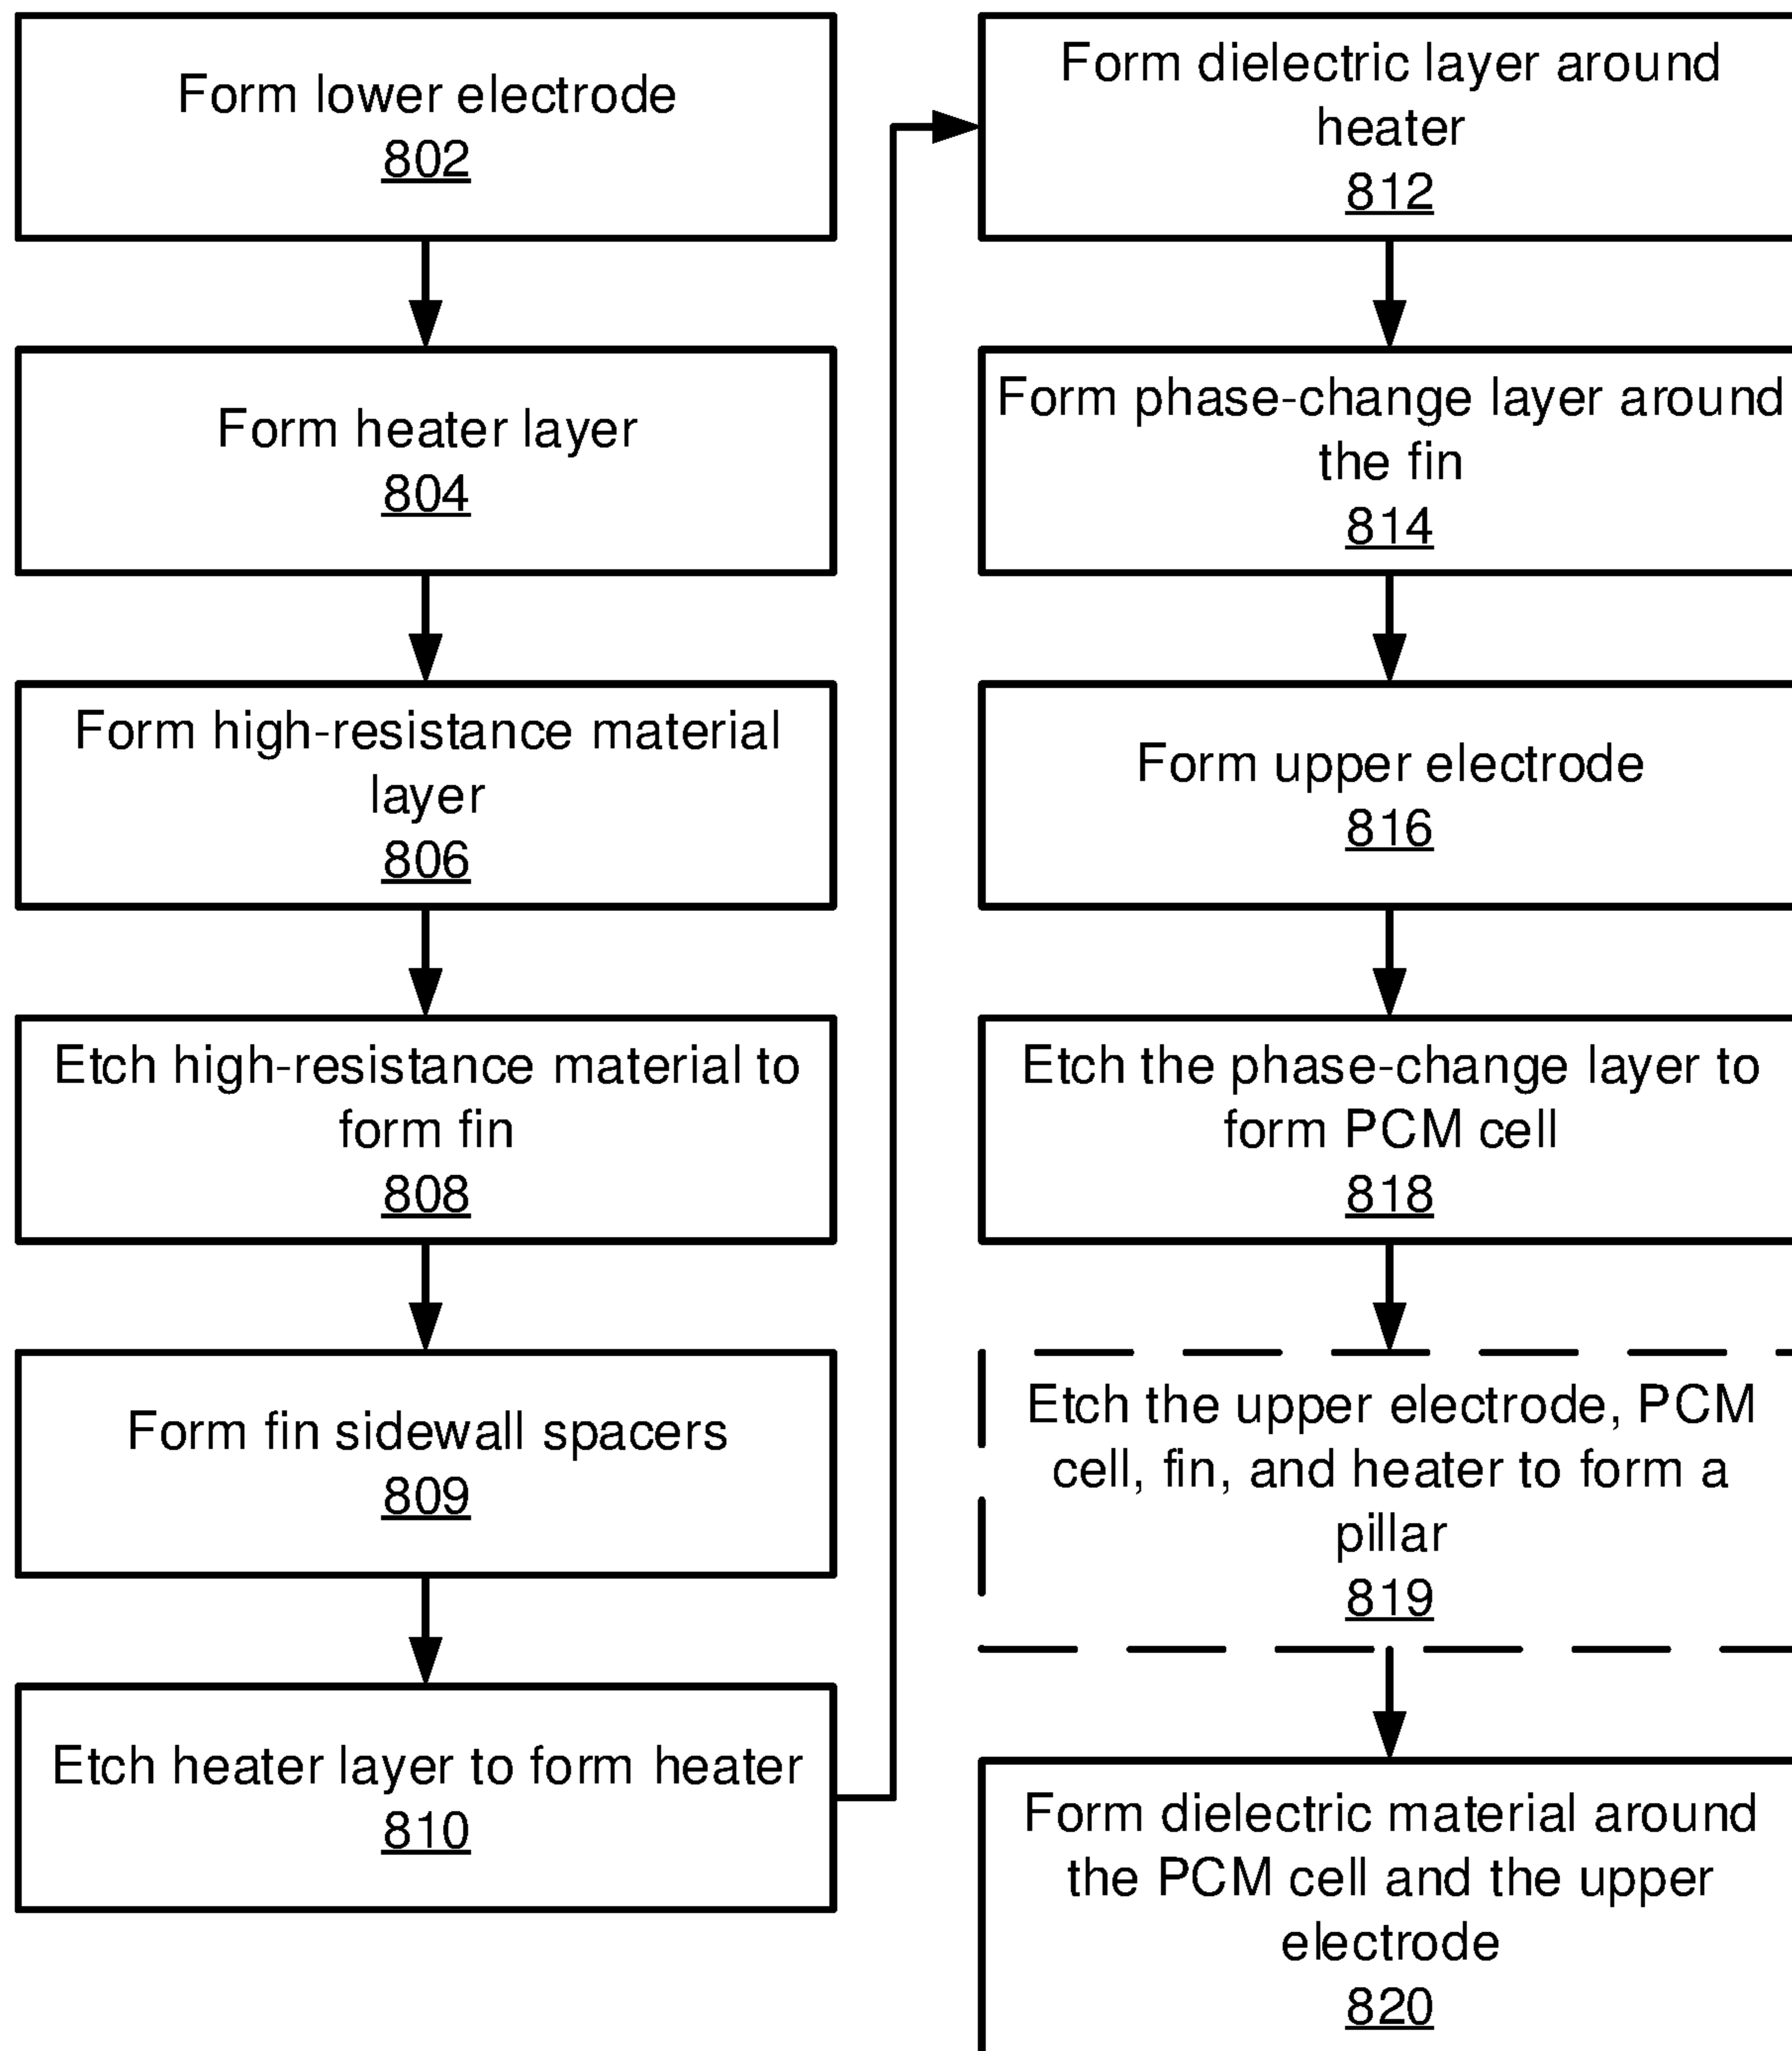 Form lower electrode
802
Form heater layer
804
Form high-resistance material
layer
806
Etch high-resistance material to
form fin
808
Form fin sidewall spacers
809
Etch heater layer to form heater
810
Form dielectric layer around
heater
812
Form phase-change layer around
the fin
814
Form upper electrode
816
Etch the phase-change layer to
form PCM cell
818
Etch the upper electrode, PCM
cell, fin, and heater to form a
pillar
819
Form dielectric material around
the PCM cell and the upper
electrode
820